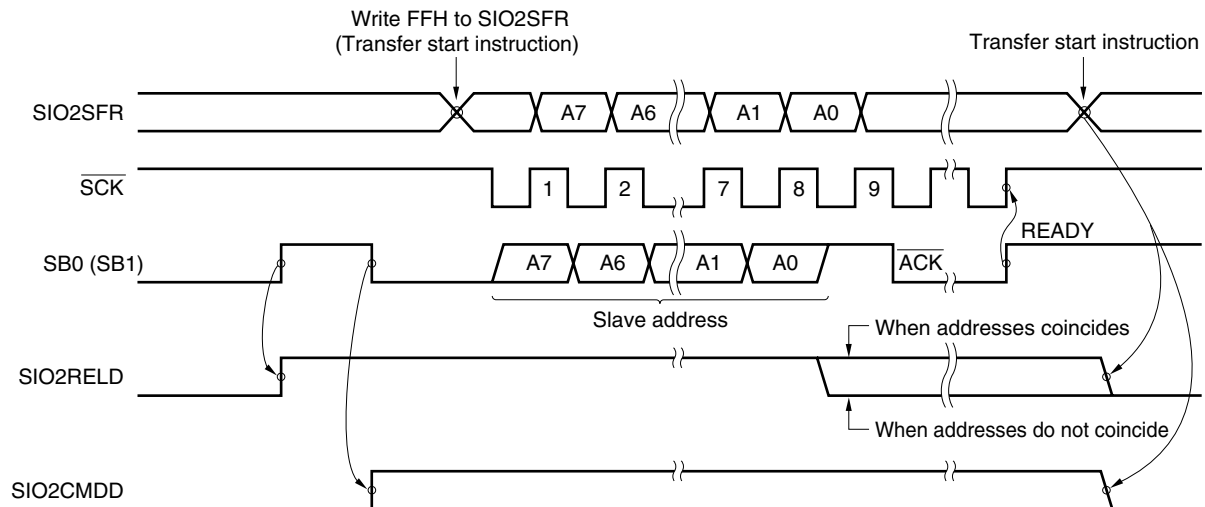 Write FFH to SIO2SFR
(Transfer start instruction)
Transfer start instruction
SIO2SFR
A7 A6 A1 A0
SCK
1 2 7 8 9
READY
SB0 (SB1)
A7 A6 A1 A0 ACK
Slave address
When addresses coincides
SIO2RELD
When addresses do not coincide
SIO2CMDD